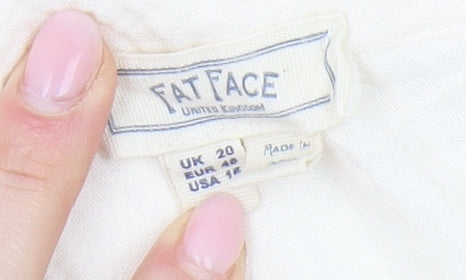 FAT FACE
UNITED KINGDOM
UK 20
EUR 48
USA 16
MADE IN